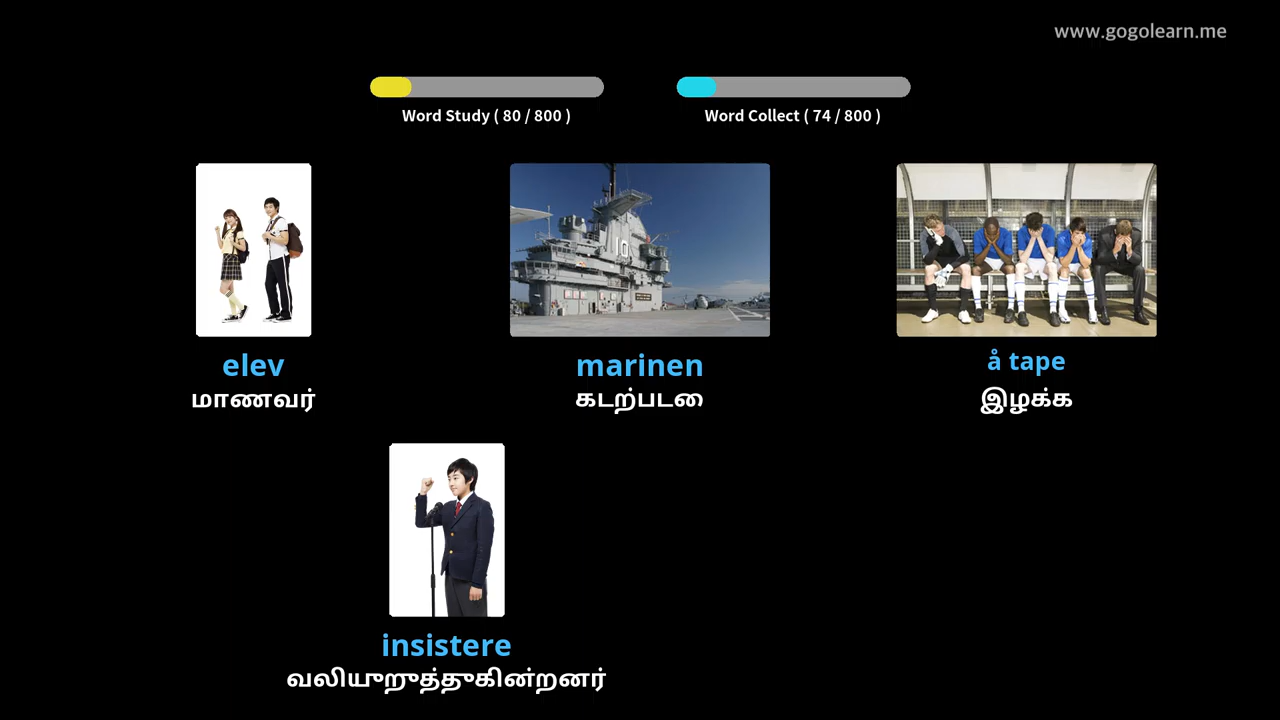 www.gogolearn.me
Word Study ( 80 / 800 )
Word Collect ( 74 / 800 )
elev
marinen
å tape
மாணவர்
கடற்படை
இழக்க
insistere
வலியுறுத்துகின்றனர்